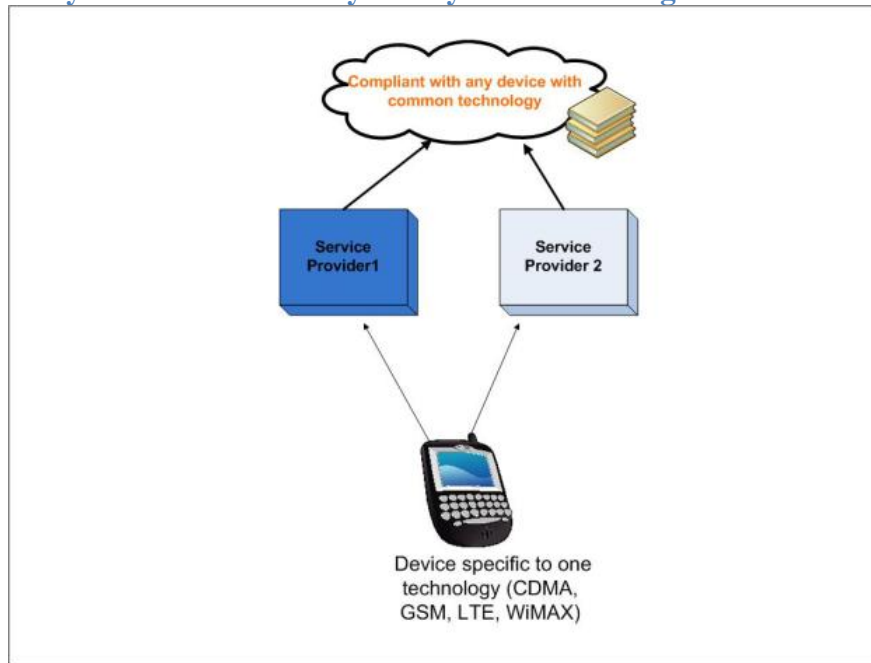 Compliant with any device with
common technology
Service
Provider1
Service
Provider 2
Device specific to one
technology (CDMA,
GSM, LTE, WiMAX)